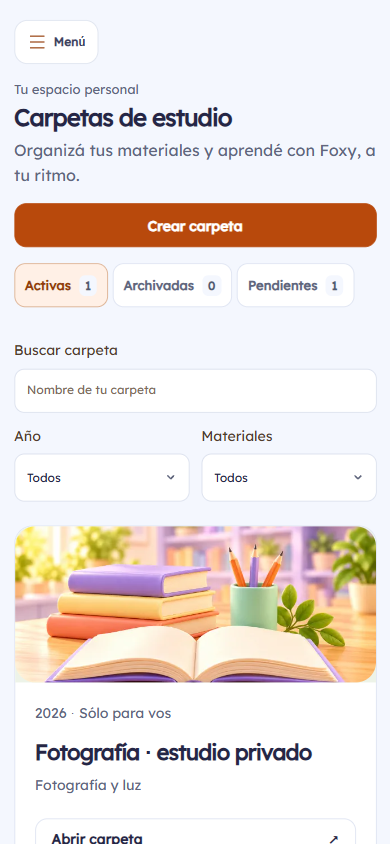 Menú
Tu espacio personal
Carpetas de estudio
Organizá tus materiales y aprendé con Foxy, a
tu ritmo.
Crear carpeta
Activas 1 Archivadas 0 Pendientes 1
Buscar carpeta
Nombre de tu carpeta
Año Materiales
Todos Todos
2026 · Sólo para vos
Fotografía · estudio privado
Fotografía y luz
Abrir carpeta ↗